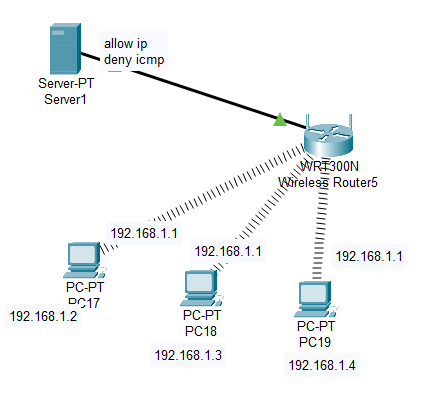 allow ip
deny icmp
Server-PT
Server1
WRT300N
Wireless Router5
192.168.1.1
192.168.1.1
192.168.1.1
PC-PT
PC17
192.168.1.2
PC-PT
PC18
192.168.1.3
PC-PT
PC19
192.168.1.4